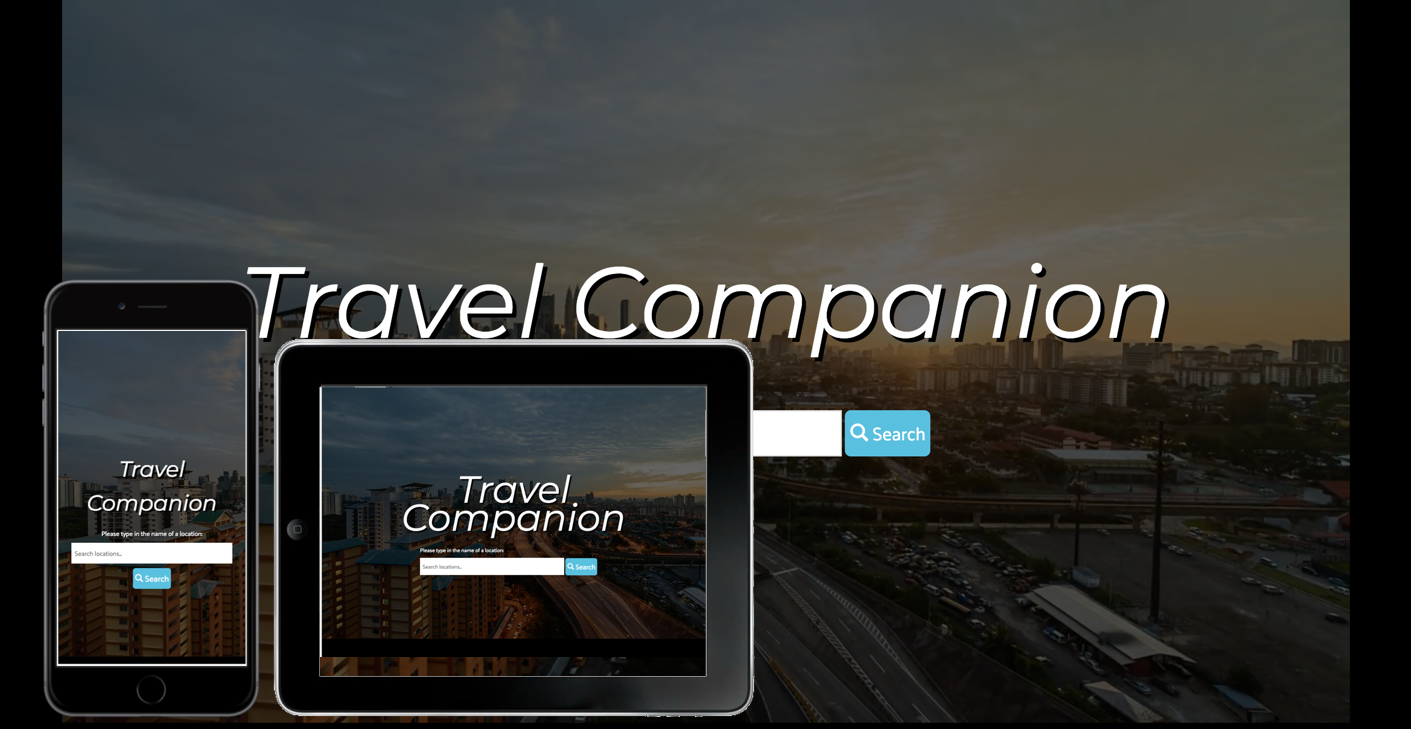 Travel Companion
Search
Travel
Companion
Please type in the name of a location:
Search locations...
Search
Travel
Companion
Please type in the name of a location:
Search locations...
Search